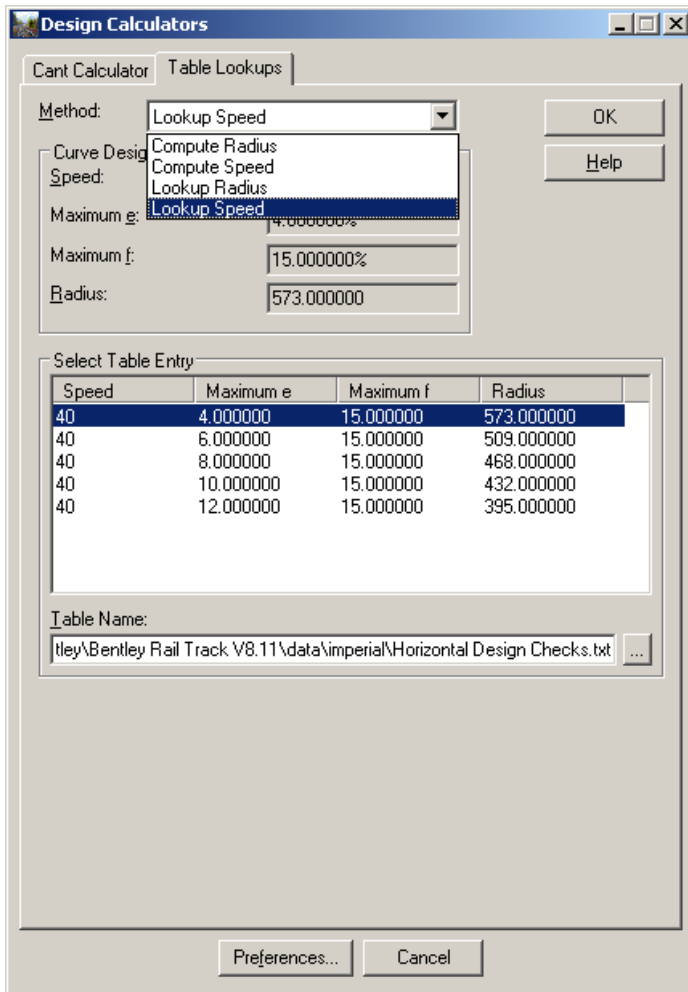 Design Calculators
Cant Calculator Table Lookups
Method: Lookup Speed OK
Compute Radius
Curve Desig Compute Speed Help
Speed: Lookup Radius
Lookup Speed
Maximum e: 4.000000%
Maximum f: 15.000000%
Radius: 573.000000
Select Table Entry
Speed Maximum e Maximum f Radius
40 4.000000 15.000000 573.000000
40 6.000000 15.000000 509.000000
40 8.000000 15.000000 468.000000
40 10.000000 15.000000 432.000000
40 12.000000 15.000000 395.000000
Table Name:
tley\Bentley Rail Track V8.11\data\imperial\Horizontal Design Checks.txt ...
Preferences... Cancel